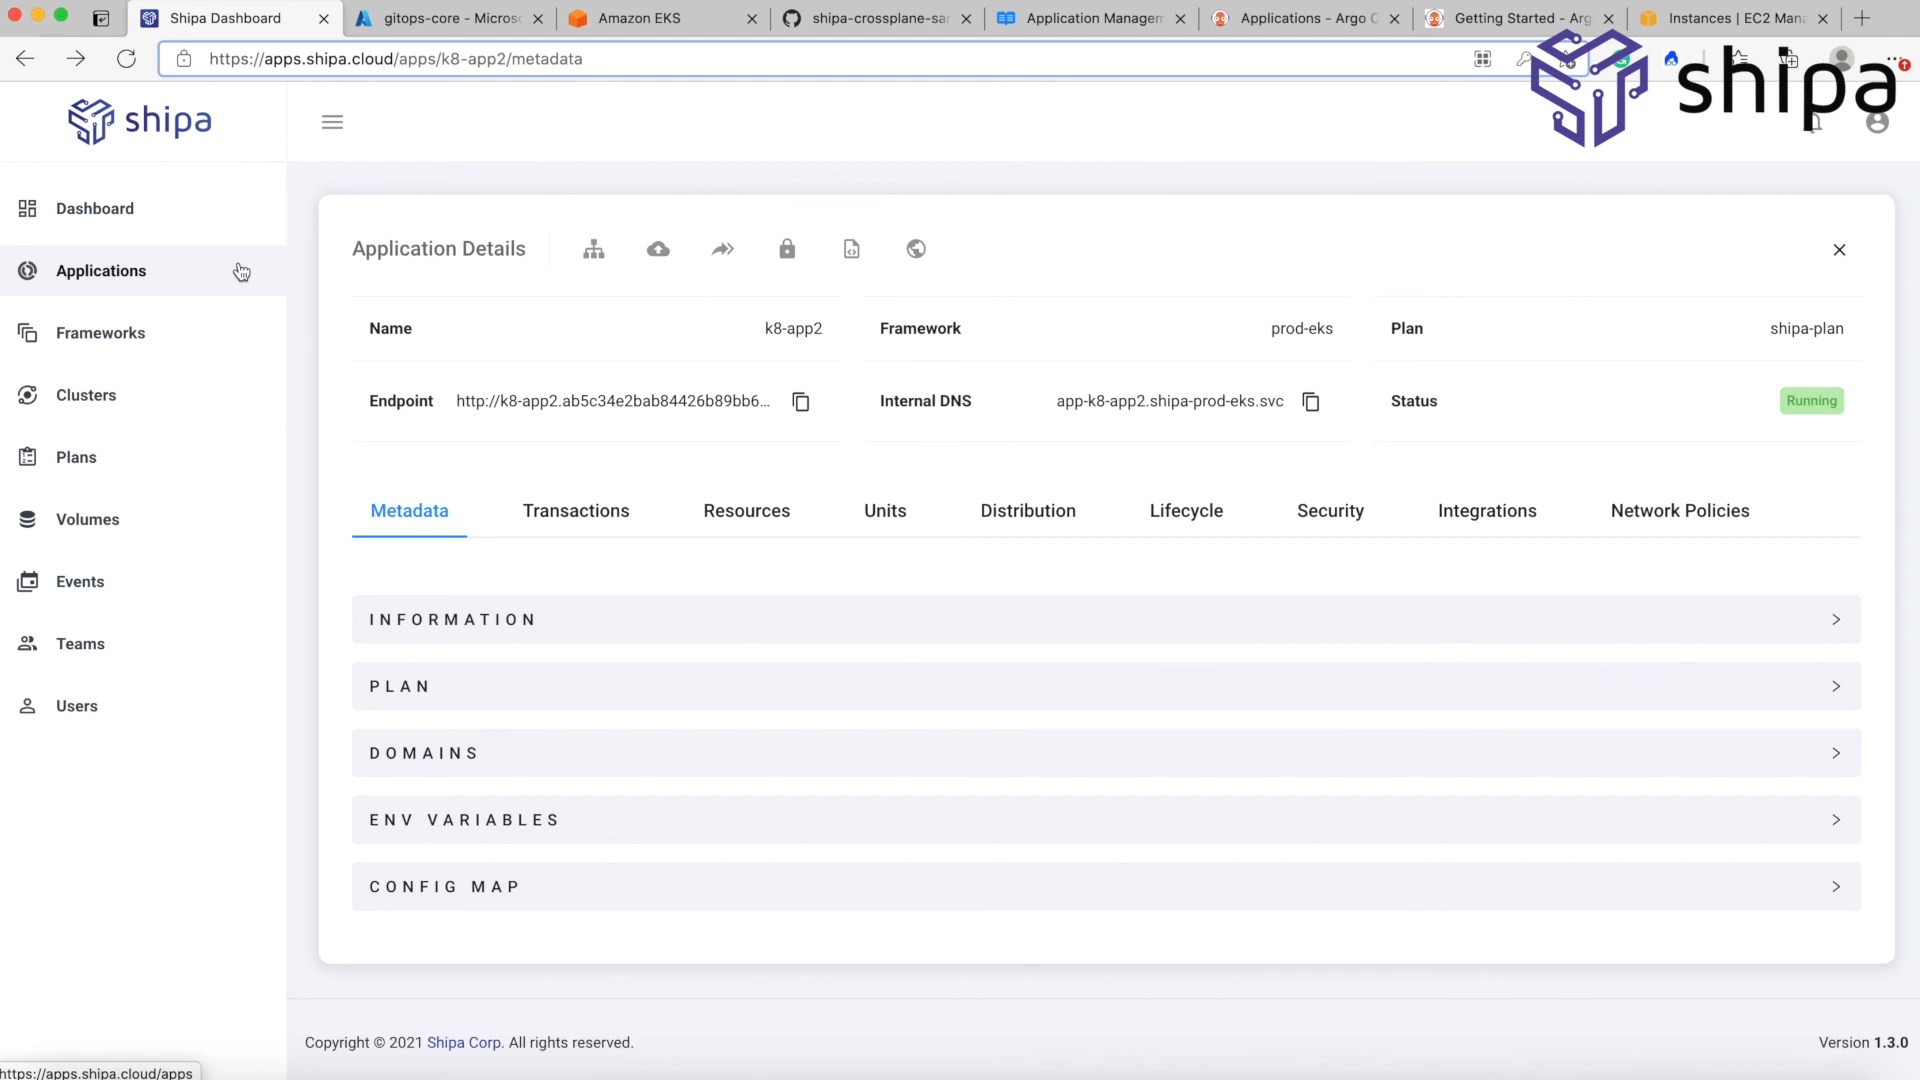 Shipa Dashboard
gitops-core - Micros
Amazon EKS
shipa-crossplane-sa
Application Managem
Applications - Argo C
Getting Started - Arg
Instances | EC2 Mana
https://apps.shipa.cloud/apps/k8-app2/metadata
shipa
shipa
Dashboard
Applications
Frameworks
Clusters
Plans
Volumes
Events
Teams
Users
Application Details
Name
k8-app2
Framework
prod-eks
Plan
shipa-plan
Endpoint
http://k8-app2.ab5c34e2bab84426b89bb6...
Internal DNS
app-k8-app2.shipa-prod-eks.svc
Status
Running
Metadata
Transactions
Resources
Units
Distribution
Lifecycle
Security
Integrations
Network Policies
INFORMATION
PLAN
DOMAINS
ENV VARIABLES
CONFIG MAP
Copyright © 2021 Shipa Corp. All rights reserved.
Version 1.3.0
https://apps.shipa.cloud/apps